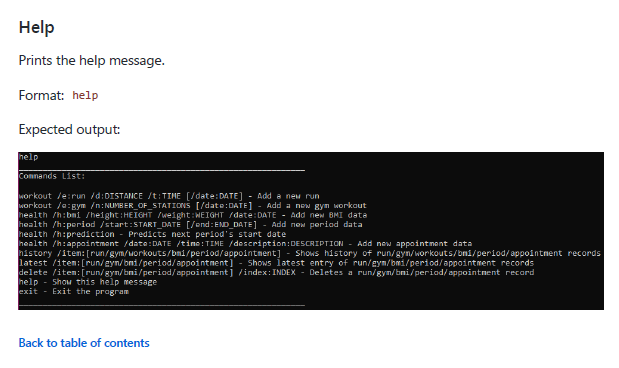 Help
Prints the help message.
Format: help
Expected output:
help
Commands List:
workout /e:run /d:DISTANCE /t:TIME [/date:DATE] - Add a new run
workout /e:gym /n:NUMBER_OF_STATIONS [/date:DATE] - Add a new gym workout
health /h:bmi /height:HEIGHT /weight:WEIGHT /date:DATE - Add new BMI data
health /h:period /start:START_DATE [/end:END_DATE] - Add new period data
health /h:prediction - Predicts next period's start date
health /h:appointment /date:DATE /time:TIME /description:DESCRIPTION - Add new appointment data
history /item:[run/gym/workouts/bmi/period/appointment] - Shows history of run/gym/workouts/bmi/period/appointment records
latest /item:[run/gym/bmi/period/appointment] - Shows latest entry of run/gym/bmi/period/appointment records
delete /item:[run/gym/bmi/period/appointment] /index:INDEX - Deletes a run/gym/bmi/period/appointment record
help - Show this help message
exit - Exit the program
Back to table of contents